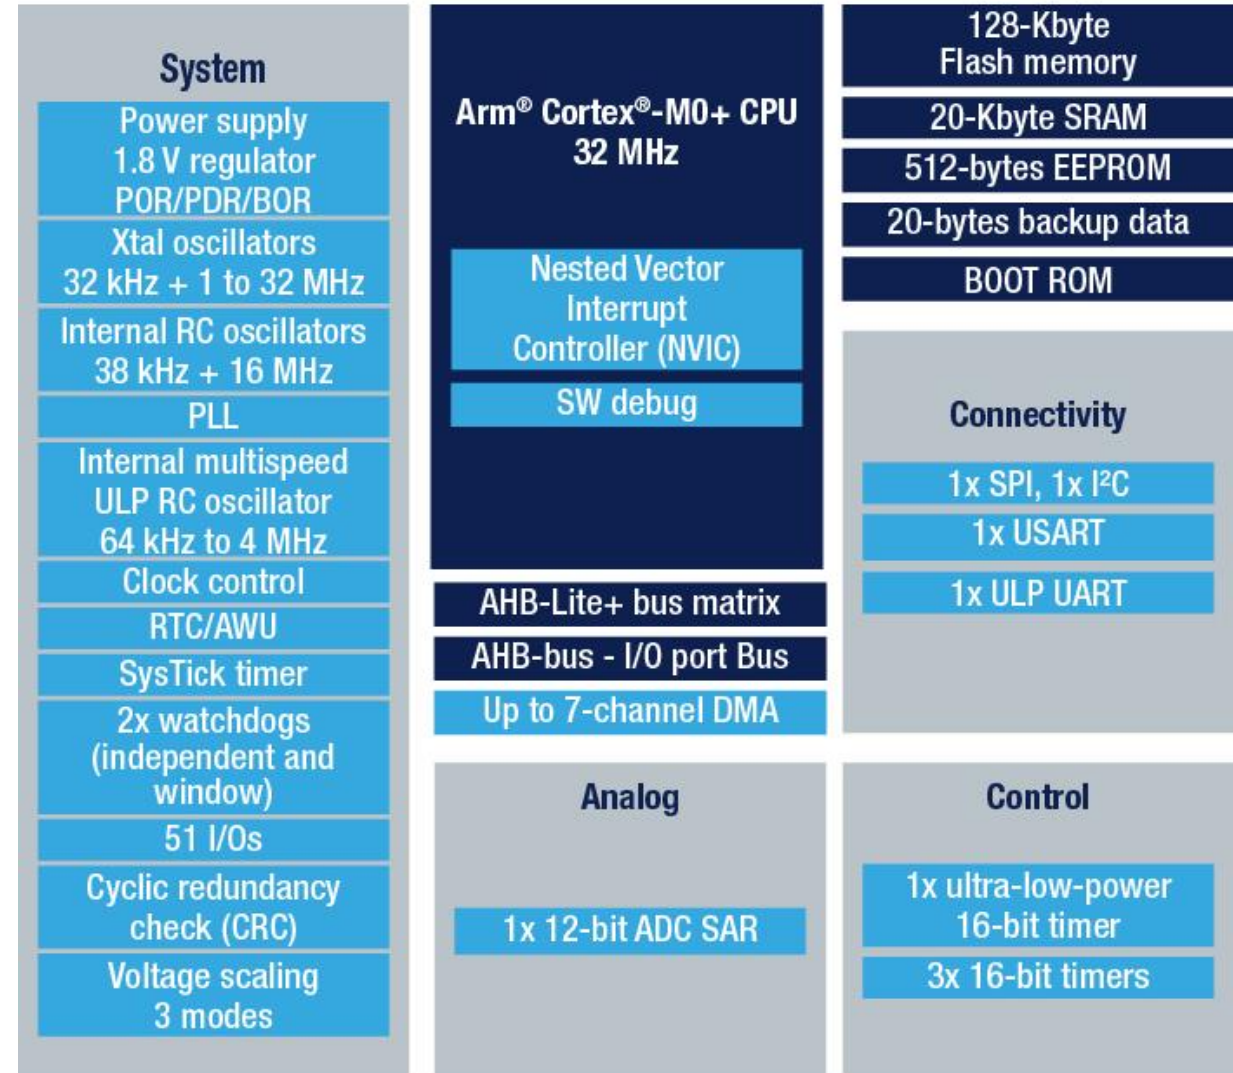 System
Power supply
1.8 V regulator
POR/PDR/BOR
Xtal oscillators
32 kHz + 1 to 32 MHz
Internal RC oscillators
38 kHz + 16 MHz
PLL
Internal multispeed
ULP RC oscillator
64 kHz to 4 MHz
Clock control
RTC/AWU
SysTick timer
2x watchdogs
(independent and
window)
51 I/Os
Cyclic redundancy
check (CRC)
Voltage scaling
3 modes
Arm® Cortex®-M0+ CPU
32 MHz
Nested Vector
Interrupt
Controller (NVIC)
SW debug
AHB-Lite+ bus matrix
AHB-bus - I/O port Bus
Up to 7-channel DMA
Analog
1x 12-bit ADC SAR
128-Kbyte
Flash memory
20-Kbyte SRAM
512-bytes EEPROM
20-bytes backup data
BOOT ROM
Connectivity
1x SPI, 1x I²C
1x USART
1x ULP UART
Control
1x ultra-low-power
16-bit timer
3x 16-bit timers